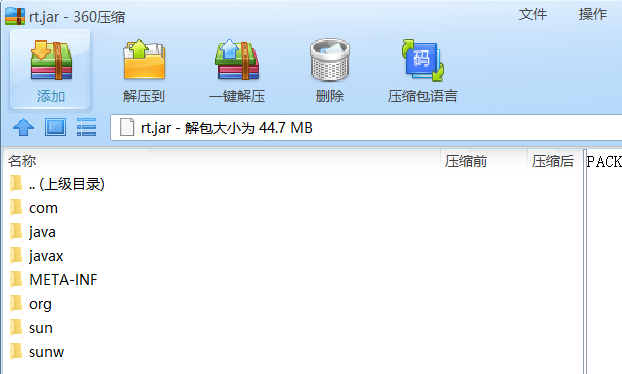 rt.jar - 360压缩
文件 操作
添加 解压到 一键解压 删除 码 压缩包语言
rt.jar - 解包大小为 44.7 MB
名称 压缩前 压缩后 PACK
.. (上级目录)
com
java
javax
META-INF
org
sun
sunw